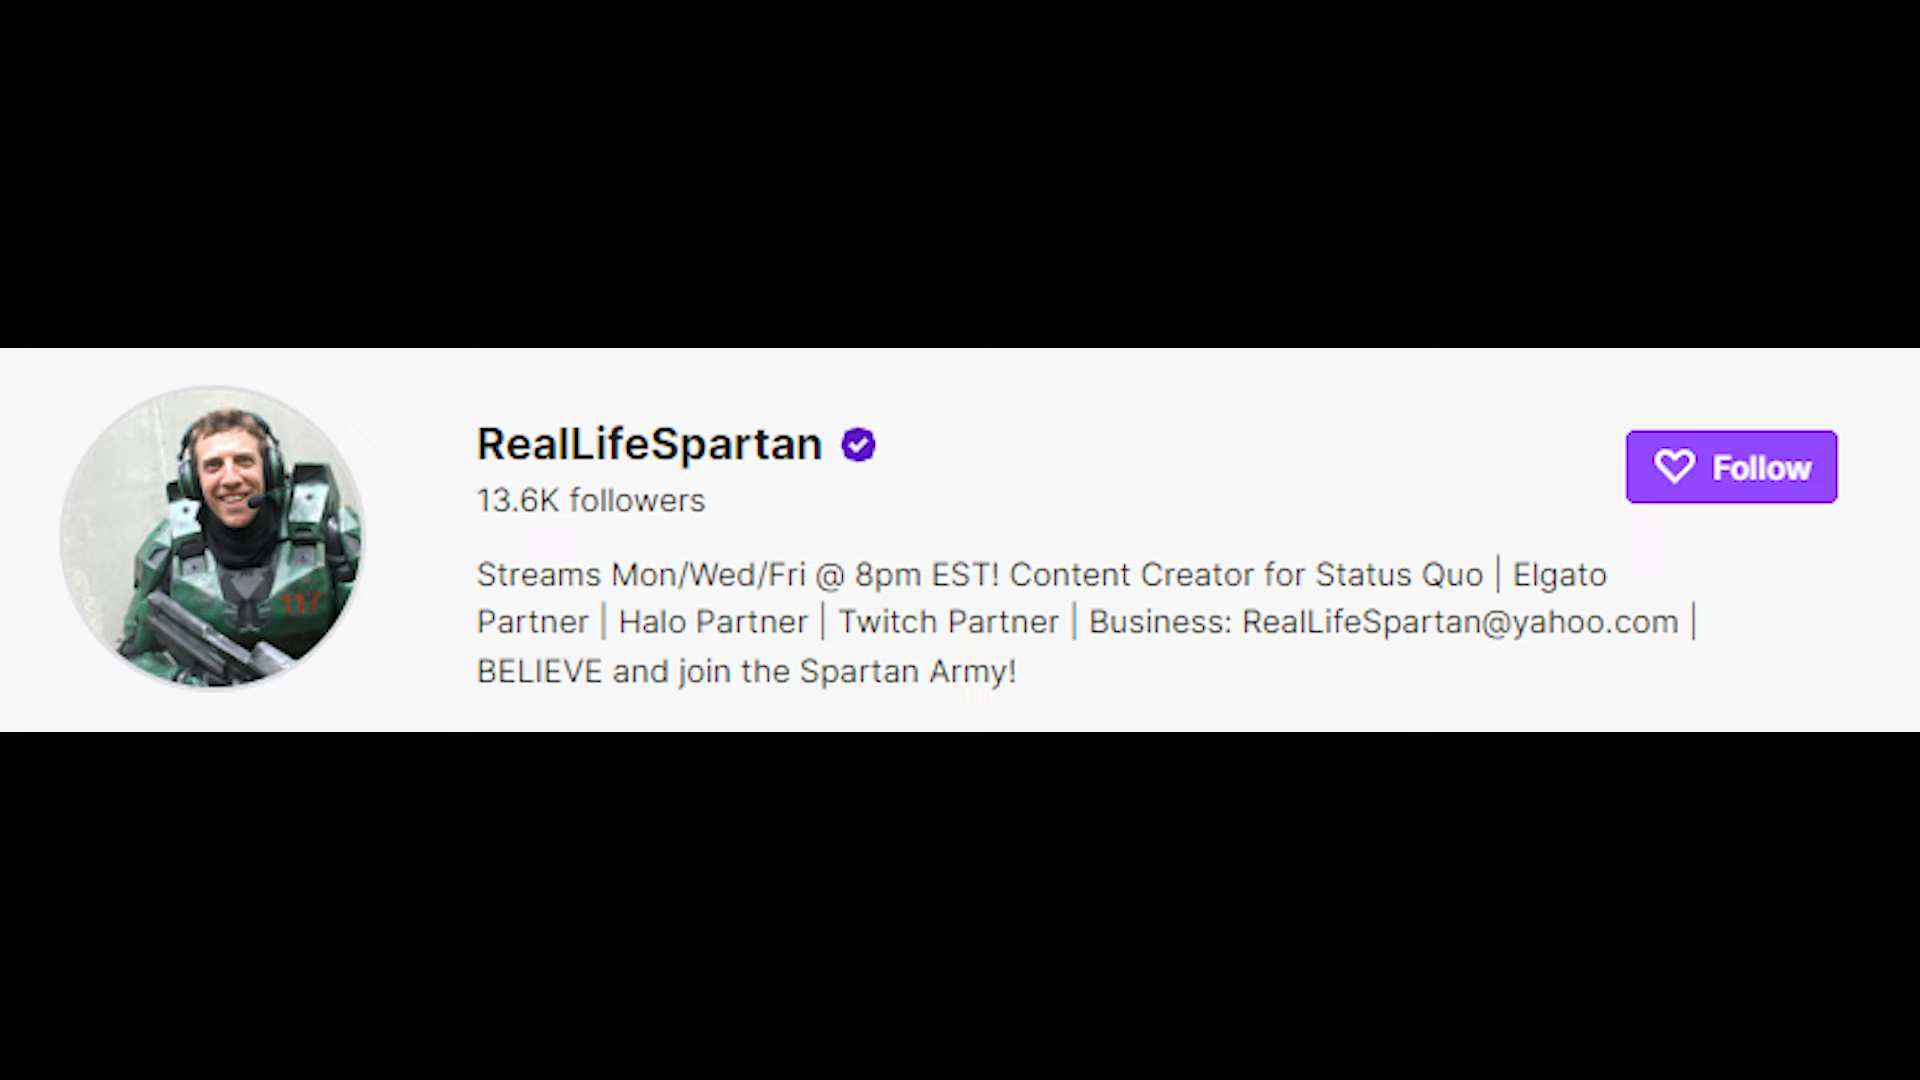 RealLifeSpartan
13.6K followers
Follow
Streams Mon/Wed/Fri @ 8pm EST! Content Creator for Status Quo | Elgato
Partner | Halo Partner | Twitch Partner | Business: RealLifeSpartan@yahoo.com |
BELIEVE and join the Spartan Army!
117